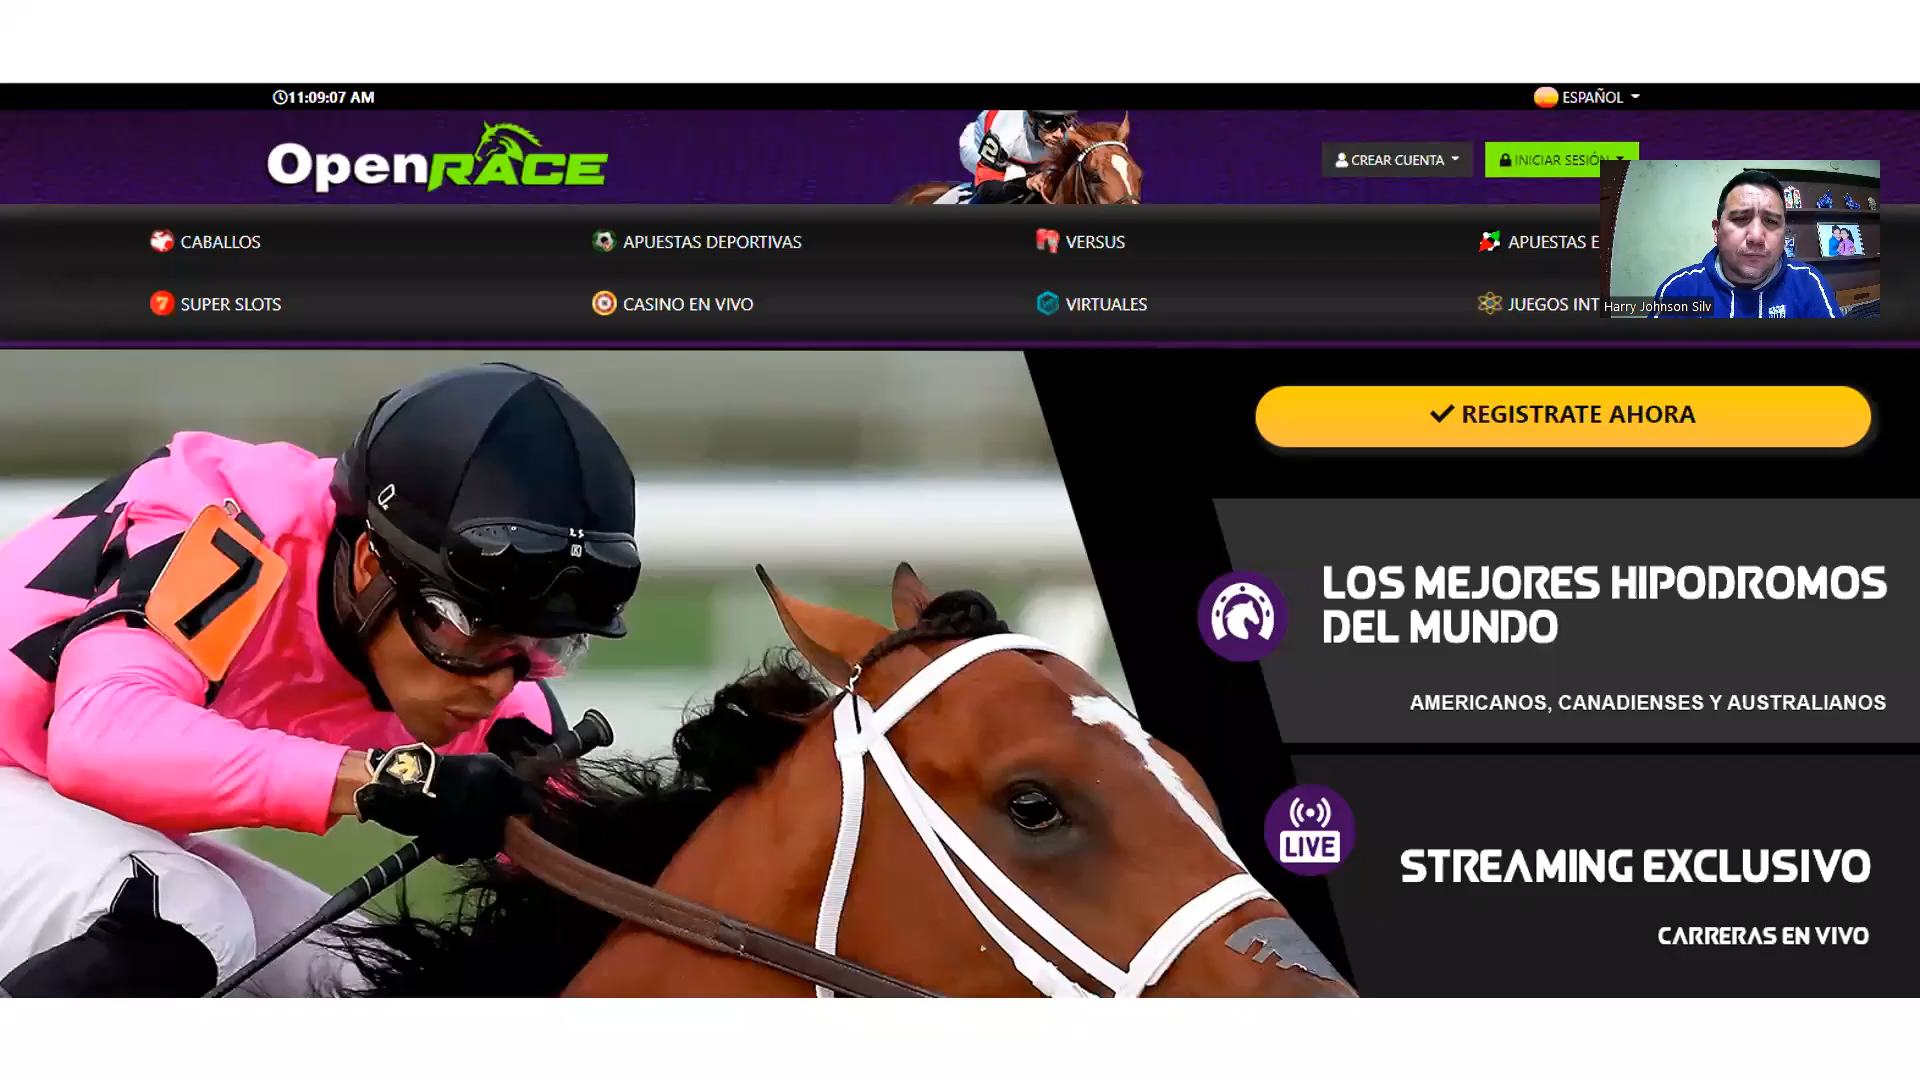 11:09:07 AM
ESPAÑOL
OpenRACE
2
CREAR CUENTA
INICIAR SESIÓN
CABALLOS
APUESTAS DEPORTIVAS
VERSUS
APUESTAS E
SUPER SLOTS
CASINO EN VIVO
VIRTUALES
JUEGOS INT
Harry Johnson Silv
REGISTRATE AHORA
7
LOS MEJORES HIPODROMOS
DEL MUNDO
AMERICANOS, CANADIENSES Y AUSTRALIANOS
LIVE
STREAMING EXCLUSIVO
CARRERAS EN VIVO